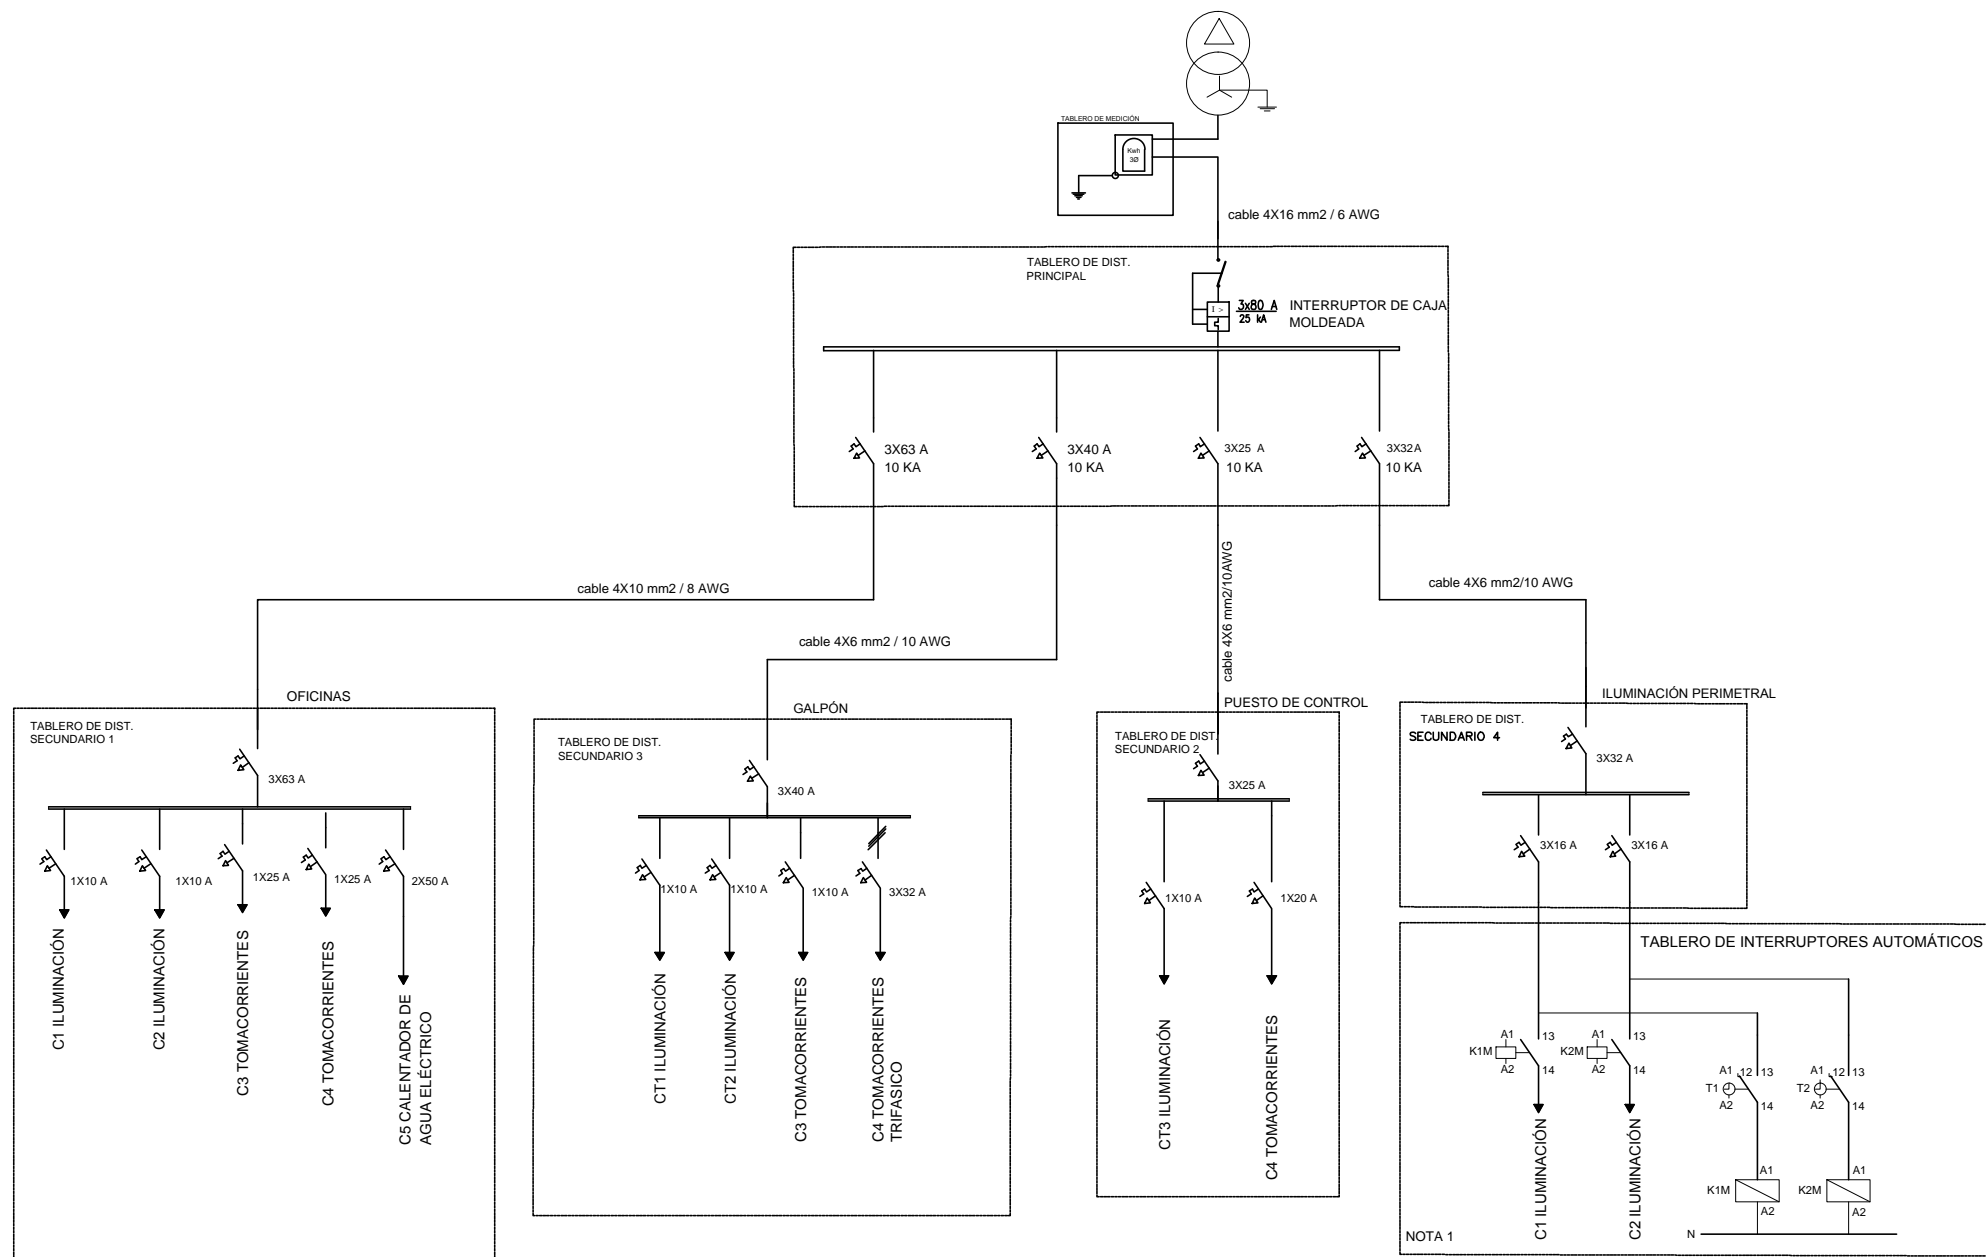 TABLERO DE MEDICIÓN
Kwh
3Ø
cable 4X16 mm2 / 6 AWG
TABLERO DE DIST.
PRINCIPAL
I >
3x80 A
25 kA
INTERRUPTOR DE CAJA
MOLDEADA
3X63 A
10 KA
3X40 A
10 KA
3X25 A
10 KA
3X32 A
10 KA
cable 4X10 mm2 / 8 AWG
cable 4X6 mm2 / 10 AWG
cable 4X6 mm2/10AWG
cable 4X6 mm2/10 AWG
OFICINAS
TABLERO DE DIST.
SECUNDARIO 1
3X63 A
1X10 A
1X10 A
1X25 A
1X25 A
2X50 A
C1 ILUMINACIÓN
C2 ILUMINACIÓN
C3 TOMACORRIENTES
C4 TOMACORRIENTES
C5 CALENTADOR DE
AGUA ELÉCTRICO
GALPÓN
TABLERO DE DIST.
SECUNDARIO 3
3X40 A
1X10 A
1X10 A
1X10 A
3X32 A
CT1 ILUMINACIÓN
CT2 ILUMINACIÓN
C3 TOMACORRIENTES
C4 TOMACORRIENTES
TRIFASICO
PUESTO DE CONTROL
TABLERO DE DIST.
SECUNDARIO 2
3X25 A
1X10 A
1X20 A
CT3 ILUMINACIÓN
C4 TOMACORRIENTES
ILUMINACIÓN PERIMETRAL
TABLERO DE DIST.
SECUNDARIO 4
3X32 A
3X16 A
3X16 A
TABLERO DE INTERRUPTORES AUTOMÁTICOS
A1
13
K1M
A2
14
A1
13
K2M
A2
14
A1
12
13
T1
A2
14
A1
12
13
T2
A2
14
C1 ILUMINACIÓN
C2 ILUMINACIÓN
A1
K1M
A2
A1
K2M
A2
N
NOTA 1